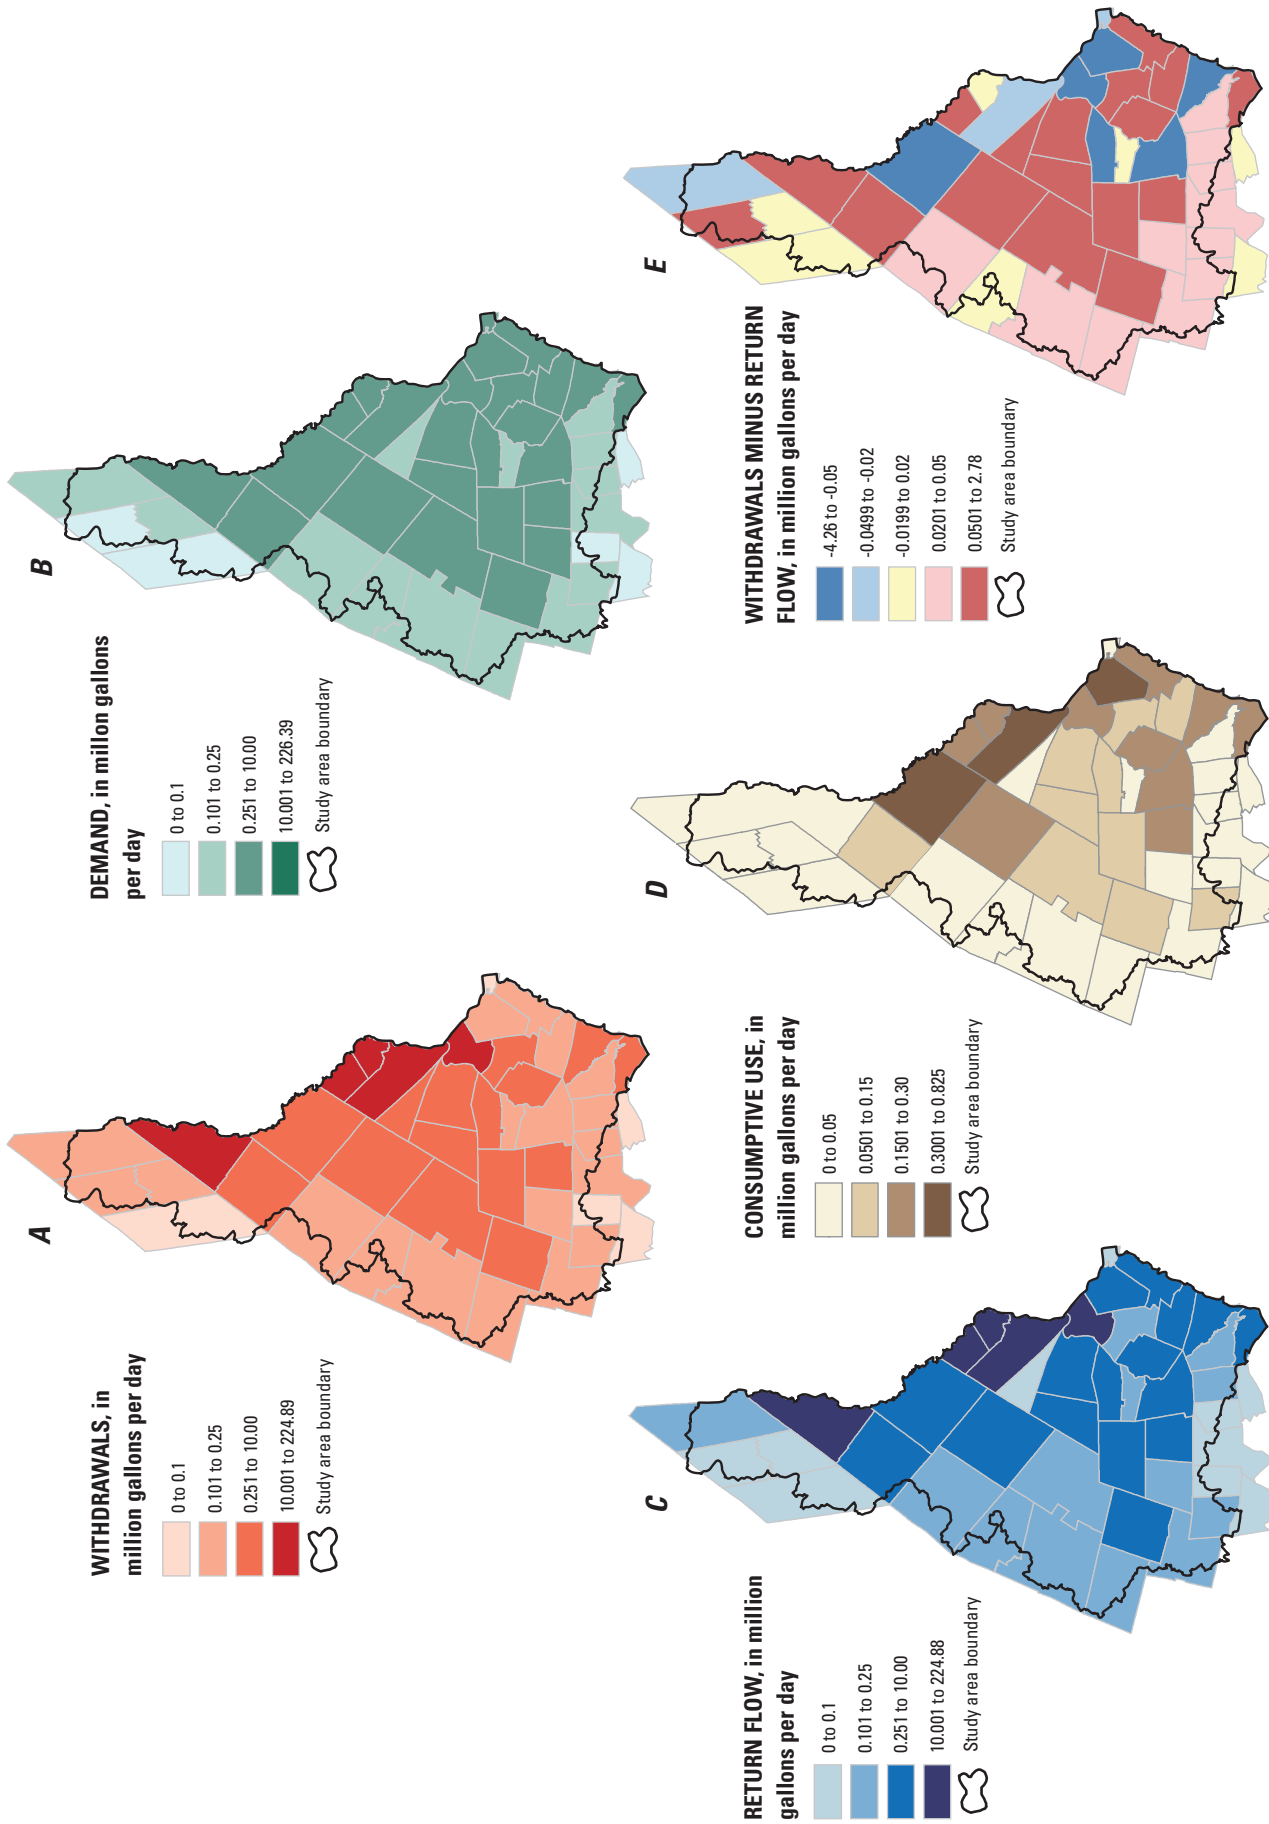 A
WITHDRAWALS, in
million gallons per day
0 to 0.1
0.101 to 0.25
0.251 to 10.00
10.001 to 224.89
Study area boundary
B
DEMAND, in millon gallons
per day
0 to 0.1
0.101 to 0.25
0.251 to 10.00
10.001 to 226.39
Study area boundary
C
RETURN FLOW, in million
gallons per day
0 to 0.1
0.101 to 0.25
0.251 to 10.00
10.001 to 224.88
Study area boundary
D
CONSUMPTIVE USE, in
million gallons per day
0 to 0.05
0.0501 to 0.15
0.1501 to 0.30
0.3001 to 0.825
Study area boundary
E
WITHDRAWALS MINUS RETURN
FLOW, in million gallons per day
-4.26 to -0.05
-0.0499 to -0.02
-0.0199 to 0.02
0.0201 to 0.05
0.0501 to 2.78
Study area boundary